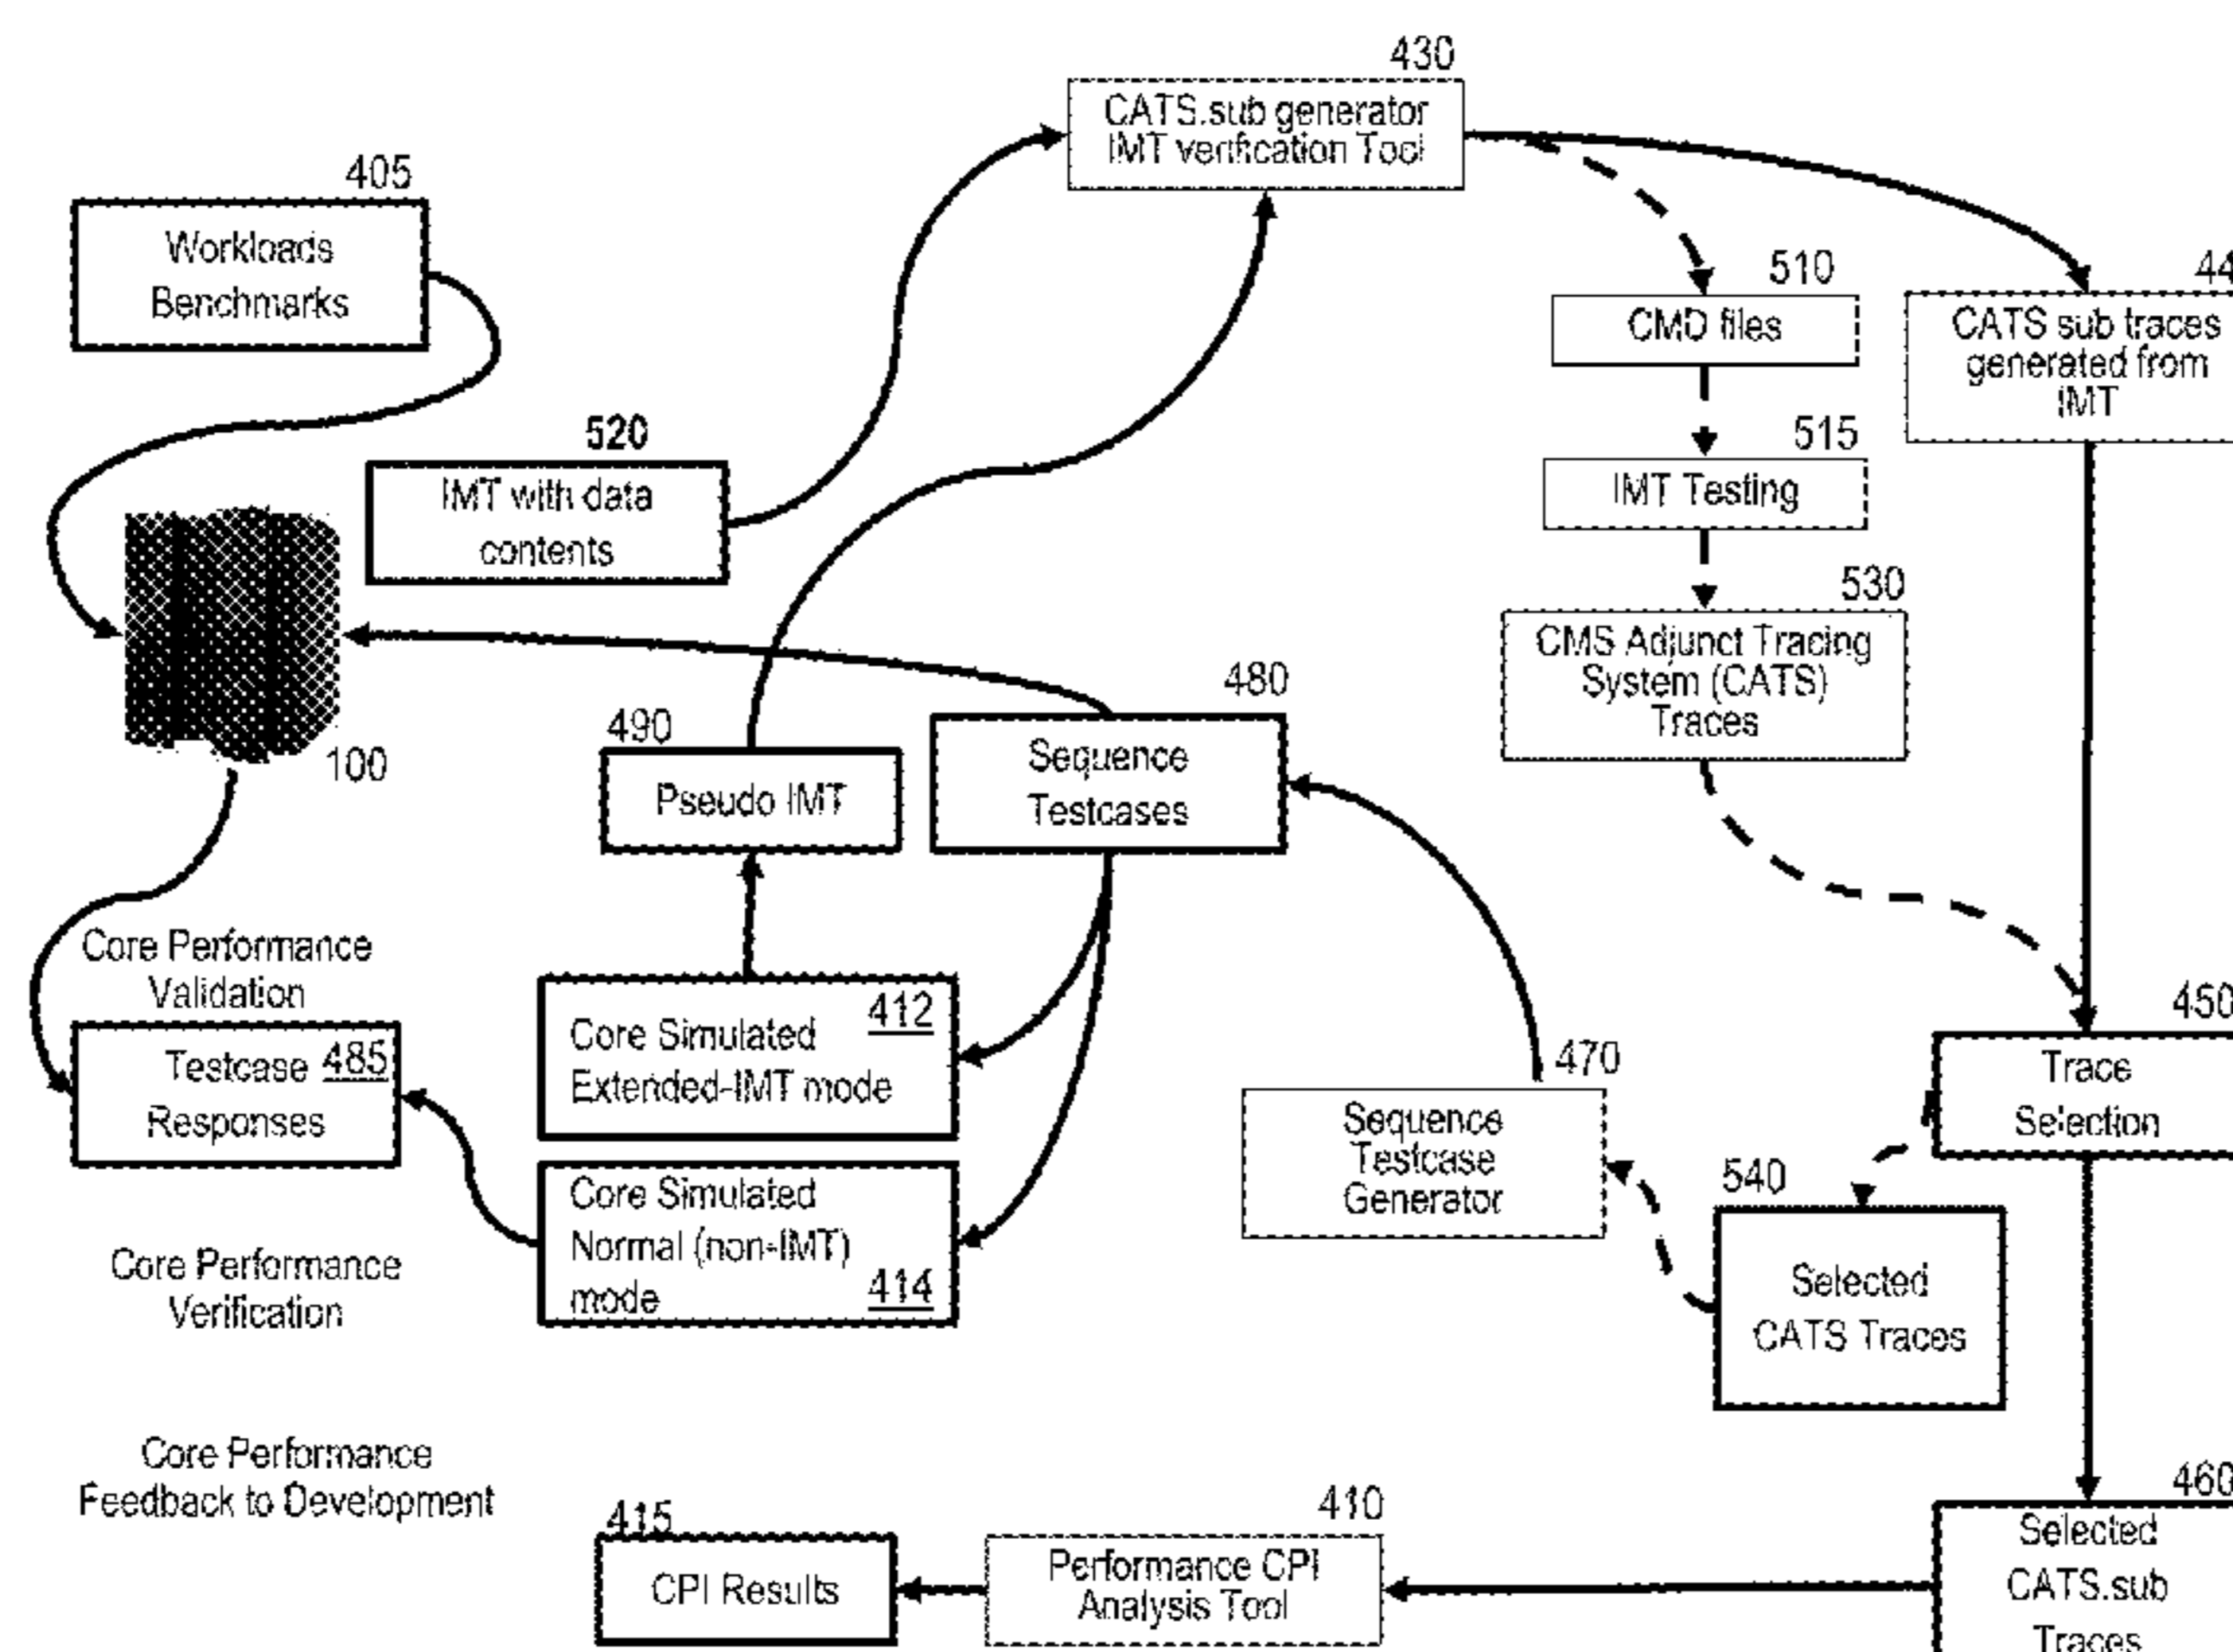 430
CATS.sub generator
IMT verification Tool
405
Workloads
Benchmarks
510
CMD files
44
CATS sub traces
generated from
IMT
520
IMT with data
contents
515
IMT Testing
530
CMS Adjunct Tracing
System (CATS)
Traces
100
490
Pseudo IMT
480
Sequence
Testcases
Core Performance
Validation
Testcase 485
Responses
412
Core Simulated
Extended-IMT mode
Core Simulated
Normal (non-IMT)
mode 414
470
Sequence
Testcase
Generator
450
Trace
Selection
540
Selected
CATS Traces
Core Performance
Verification
Core Performance
Feedback to Development
415
CPI Results
410
Performance CPI
Analysis Tool
460
Selected
CATS.sub
Traces